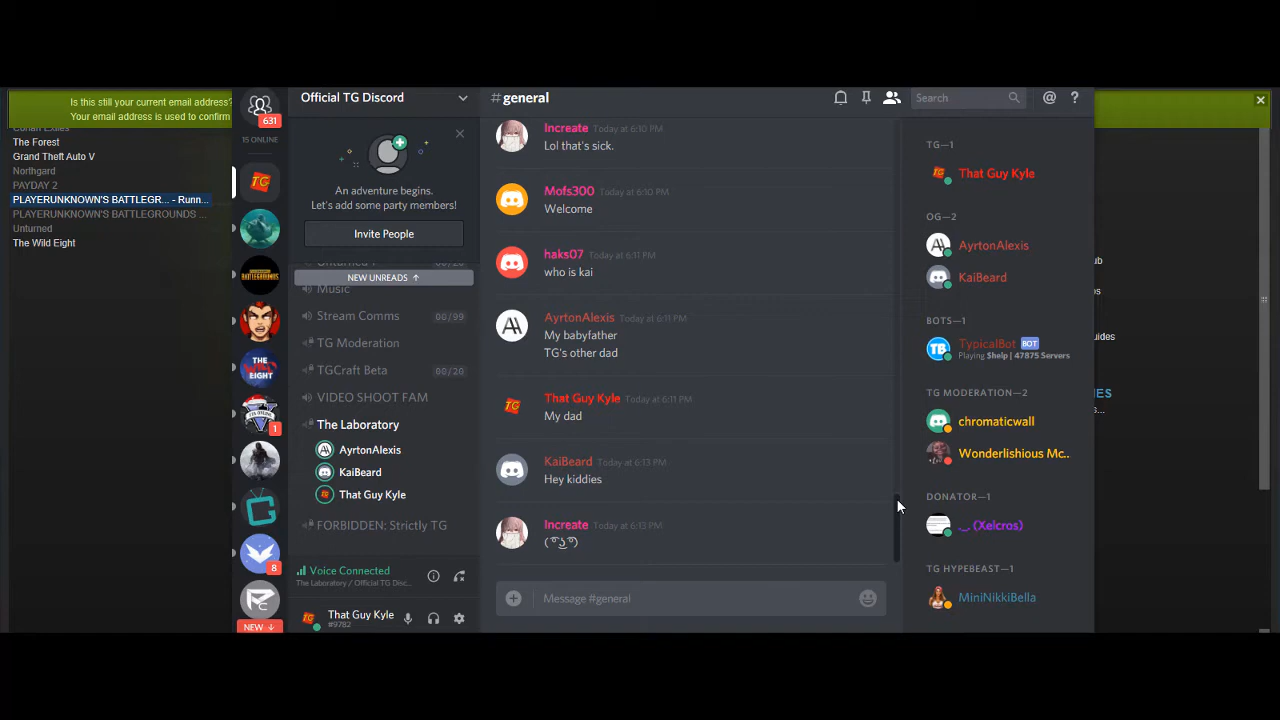 Is this still your current email address?
Your email address is used to confirm
Conan Exiles
The Forest
Grand Theft Auto V
Northgard
PAYDAY 2
PLAYERUNKNOWN'S BATTLEGR... - Runn...
PLAYERUNKNOWN'S BATTLEGROUNDS ...
Unturned
The Wild Eight
631
15 ONLINE
TG
BATTLEGROUNDS
THE WILD EIGHT
1
8
NEW ↓
Official TG Discord
An adventure begins.
Let's add some party members!
Invite People
NEW UNREADS ↑
Music
Stream Comms 00/99
TG Moderation
TGCraft Beta 00/20
VIDEO SHOOT FAM
The Laboratory
AyrtonAlexis
KaiBeard
That Guy Kyle
FORBIDDEN: Strictly TG
Voice Connected
The Laboratory / Official TG Disc...
That Guy Kyle
#9782
#general
Search
Increate Today at 6:10 PM
Lol that's sick.
Mofs300 Today at 6:10 PM
Welcome
haks07 Today at 6:11 PM
who is kai
AyrtonAlexis Today at 6:11 PM
My babyfather
TG's other dad
That Guy Kyle Today at 6:11 PM
My dad
KaiBeard Today at 6:13 PM
Hey kiddies
Increate Today at 6:13 PM
( ͡° ͜ʖ ͡°)
Message #general
TG—1
That Guy Kyle
OG—2
AyrtonAlexis
KaiBeard
BOTS—1
TypicalBot BOT
Playing $help | 47875 Servers
TG MODERATION—2
chromaticwall
Wonderlishious Mc..
DONATOR—1
._. (Xelcros)
TG HYPEBEAST—1
MiniNikkiBella